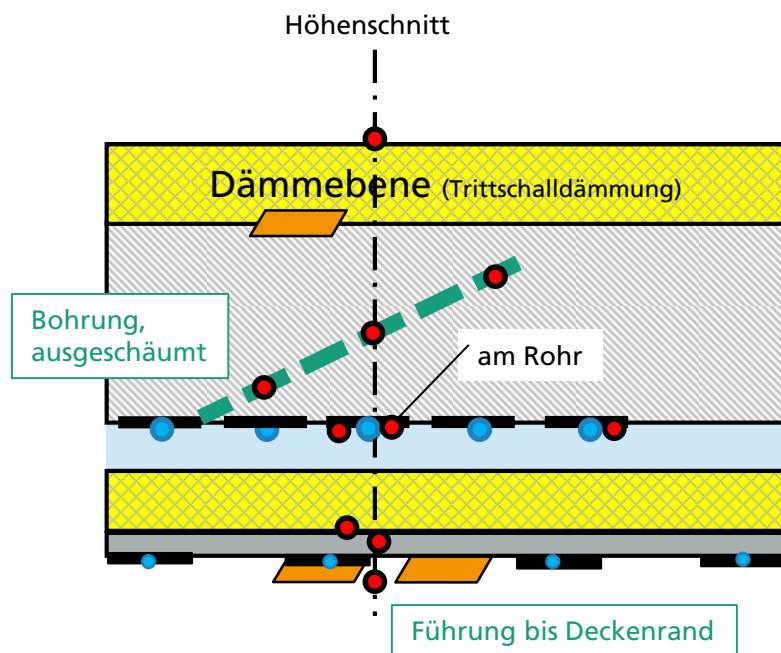 Höhenschnitt
Dämmebene (Trittschalldämmung)
Bohrung,
ausgeschäumt
am Rohr
Führung bis Deckenrand